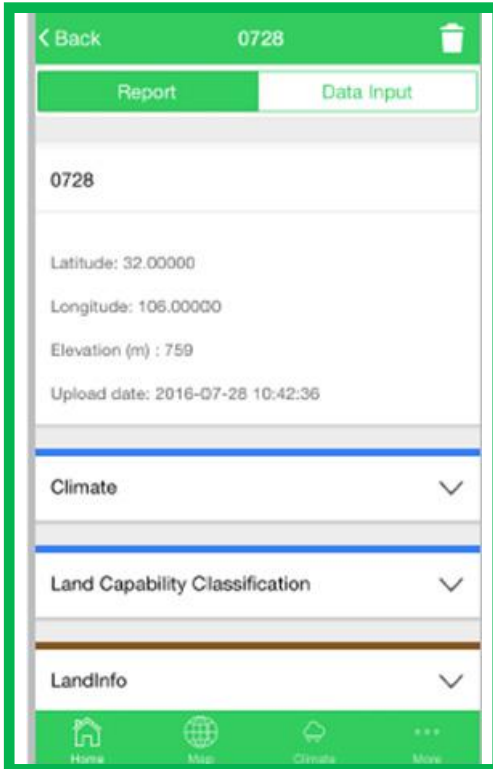 Back 0728
Report Data Input
0728
Latitude: 32.00000
Longitude: 106.00000
Elevation (m) : 759
Upload date: 2016-07-28 10:42:36
Climate
Land Capability Classification
LandInfo
Home Map Climate More